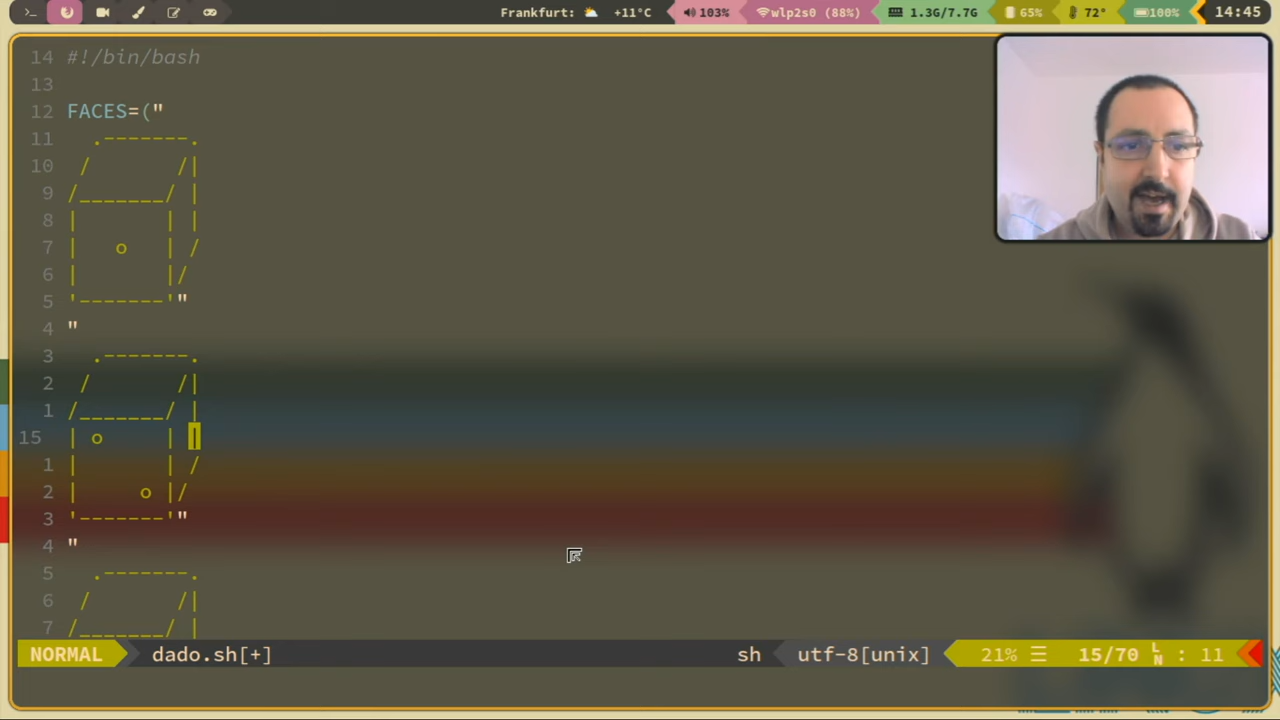 Frankfurt: +11°C 103% wlp2s0 (88%) 1.3G/7.7G 65% 72° 100% 14:45
14 #!/bin/bash
13
12 FACES=("
11   .-------.
10  /       /|
9 /_______/ |
8 |       | |
7 |   o   | /
6 |       |/
5 '-------'"
4 "
3   .-------.
2  /       /|
1 /_______/ |
15 | o     | |
1 |       | /
2 |     o |/
3 '-------'"
4 "
5   .-------.
6  /       /|
7 /_______/ |
NORMAL dado.sh[+] sh utf-8[unix] 21% ☰ 15/70 LN : 11